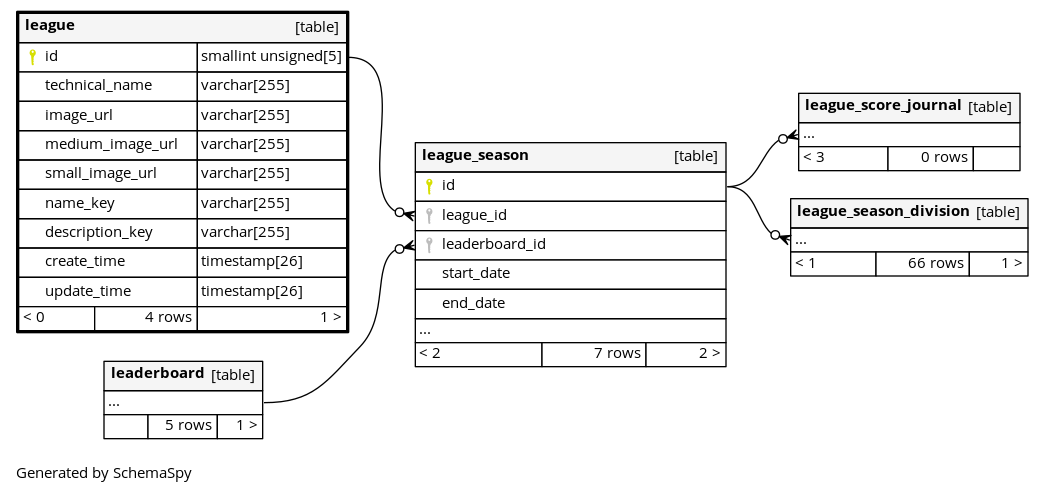 league [table]
id smallint unsigned[5]
technical_name varchar[255]
image_url varchar[255]
medium_image_url varchar[255]
small_image_url varchar[255]
name_key varchar[255]
description_key varchar[255]
create_time timestamp[26]
update_time timestamp[26]
< 0 4 rows 1 >
leaderboard [table]
...
5 rows 1 >
league_season [table]
id
league_id
leaderboard_id
start_date
end_date
...
< 2 7 rows 2 >
league_score_journal [table]
...
< 3 0 rows
league_season_division [table]
...
< 1 66 rows 1 >
Generated by SchemaSpy